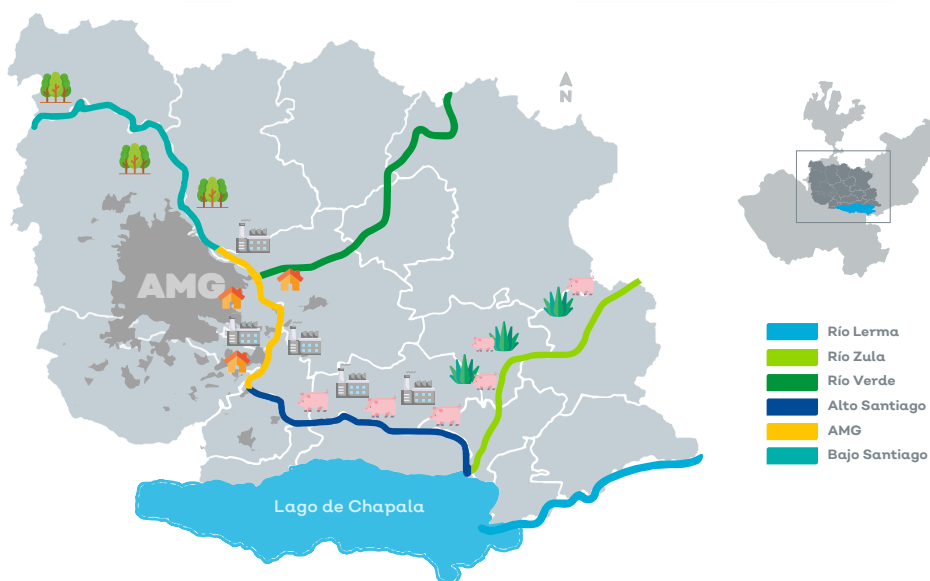 N
AMG
Lago de Chapala
Río Lerma
Río Zula
Río Verde
Alto Santiago
AMG
Bajo Santiago